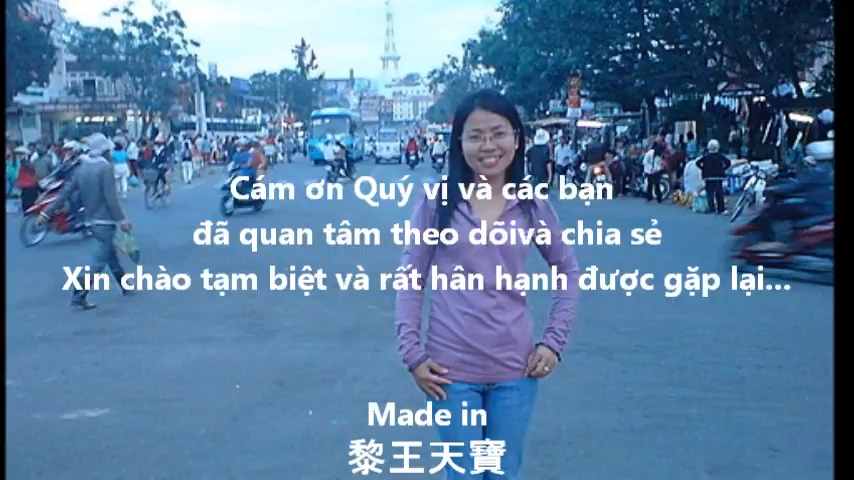 Cám ơn Quý vị và các bạn
đã quan tâm theo dõivà chia sẻ
Xin chào tạm biệt và rất hân hạnh được gặp lại...
Made in
黎王天寶